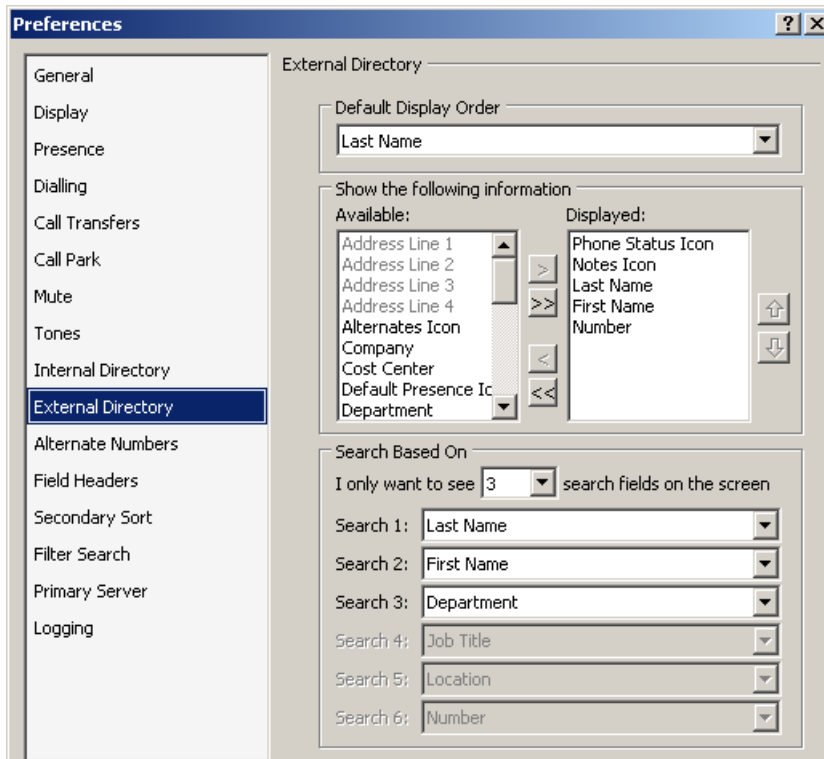 Preferences
General
Display
Presence
Dialling
Call Transfers
Call Park
Mute
Tones
Internal Directory
External Directory
Alternate Numbers
Field Headers
Secondary Sort
Filter Search
Primary Server
Logging
External Directory
Default Display Order
Last Name
Show the following information
Available:
Address Line 1
Address Line 2
Address Line 3
Address Line 4
Alternates Icon
Company
Cost Center
Default Presence Ic
Department
>
>>
<
<<
Displayed:
Phone Status Icon
Notes Icon
Last Name
First Name
Number
Search Based On
I only want to see 3 search fields on the screen
Search 1: Last Name
Search 2: First Name
Search 3: Department
Search 4: Job Title
Search 5: Location
Search 6: Number